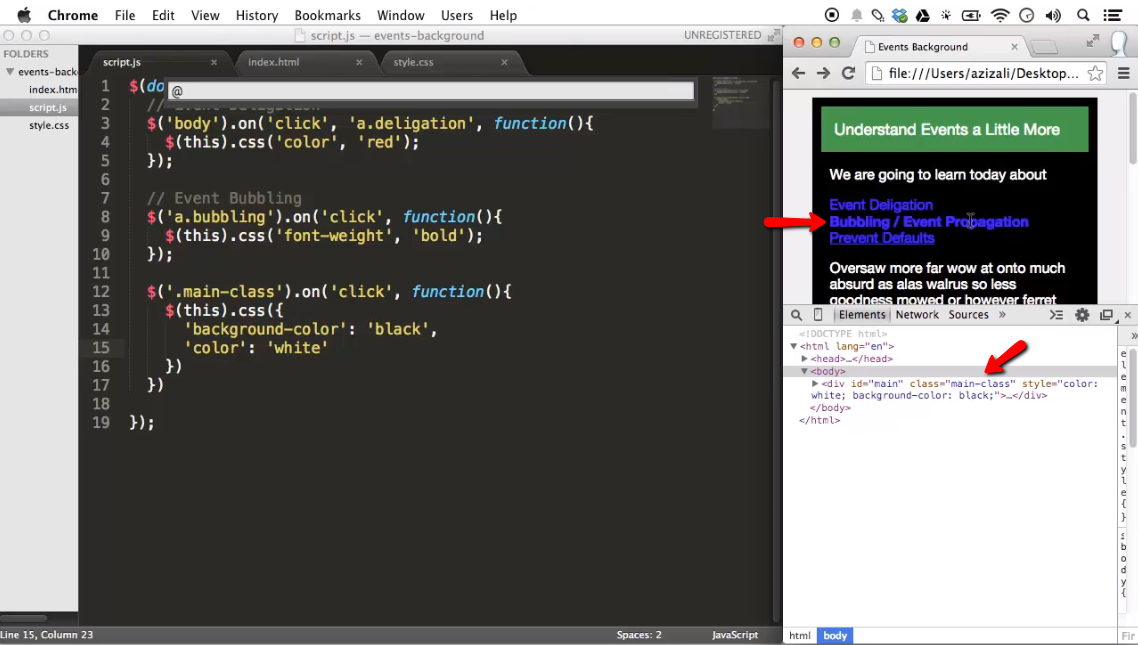 Chrome File Edit View History Bookmarks Window Users Help
script.js — events-background
UNREGISTERED
FOLDERS
events-back
index.htm
script.js
style.css
script.js × index.html × style.css ×
@
1 $(do
2
3 $('body').on('click', 'a.deligation', function(){
4 $(this).css('color', 'red');
5 });
6
7 // Event Bubbling
8 $('a.bubbling').on('click', function(){
9 $(this).css('font-weight', 'bold');
10 });
11
12 $('.main-class').on('click', function(){
13 $(this).css({
14 'background-color': 'black',
15 'color': 'white'
16 })
17 })
18
19 });
Line 15, Column 23
Spaces: 2
JavaScript
Events Background ×
file:///Users/azizali/Desktop...
Understand Events a Little More
We are going to learn today about
Event Deligation
Bubbling / Event Propagation
Prevent Defaults
Oversaw more far wow at onto much
absurd as alas walrus so less
goodness mowed or however ferret
Elements Network Sources »
<!DOCTYPE html>
<html lang="en">
<head>…</head>
<body>
<div id="main" class="main-class" style="color:
white; background-color: black;">…</div>
</body>
</html>
html body